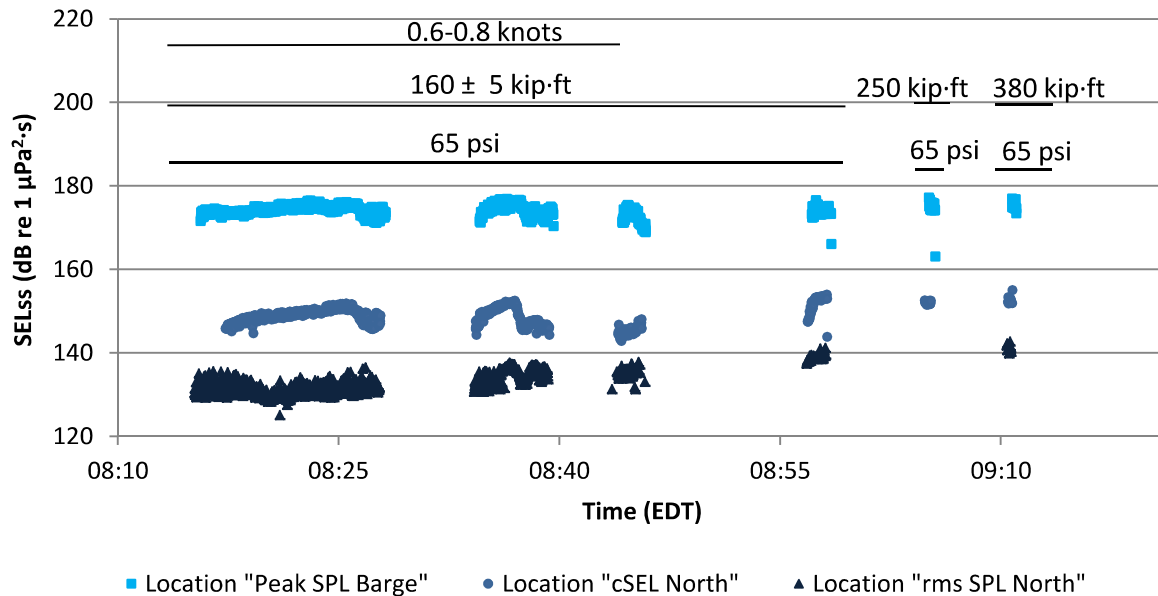 220
0.6-0.8 knots
160 ± 5 kip·ft
250 kip·ft
380 kip·ft
200
65 psi
65 psi
65 psi
180
160
140
120
SELss (dB re 1 µPa²·s)
08:10
08:25
08:40
08:55
09:10
Time (EDT)
Location "Peak SPL Barge"
Location "cSEL North"
Location "rms SPL North"